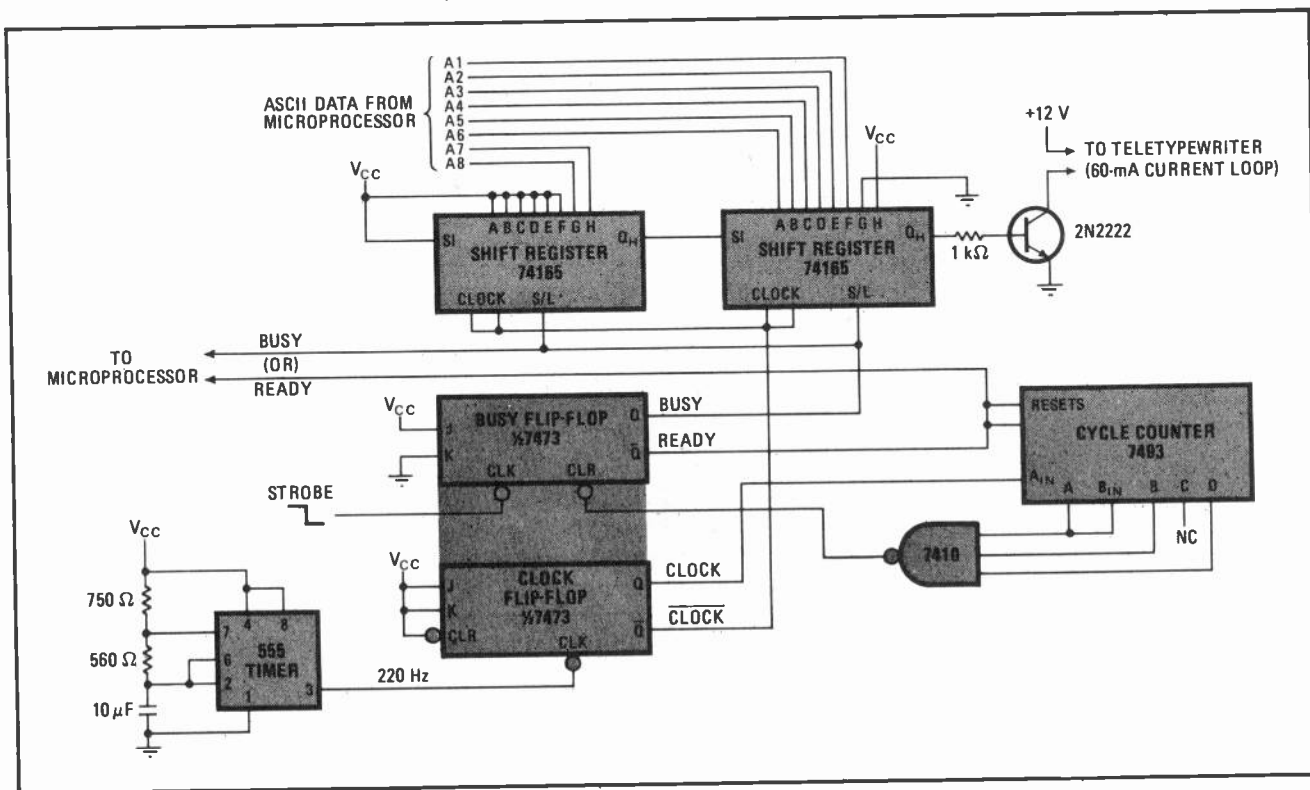 A1
A2
A3
A4
A5
A6
A7
A8
ASCII DATA FROM
MICROPROCESSOR
VCC
VCC
+12 V
TO TELETYPEWRITER
(60-mA CURRENT LOOP)
2N2222
1 kΩ
A B C D E F G H
SI
QH
SHIFT REGISTER
74165
CLOCK
S/L
A B C D E F G H
SI
QH
SHIFT REGISTER
74165
CLOCK
S/L
TO
MICROPROCESSOR
BUSY
(OR)
READY
VCC
J
K
BUSY FLIP-FLOP
½7473
CLK
CLR
Q
Q̅
BUSY
READY
RESETS
CYCLE COUNTER
7493
AIN
A
BIN
B
C
D
NC
7410
STROBE
VCC
J
K
CLR
CLOCK
FLIP-FLOP
½7473
CLK
Q
Q̅
CLOCK
C̅L̅O̅C̅K̅
VCC
750 Ω
560 Ω
10 µF
4
8
7
6
2
1
3
555
TIMER
220 Hz